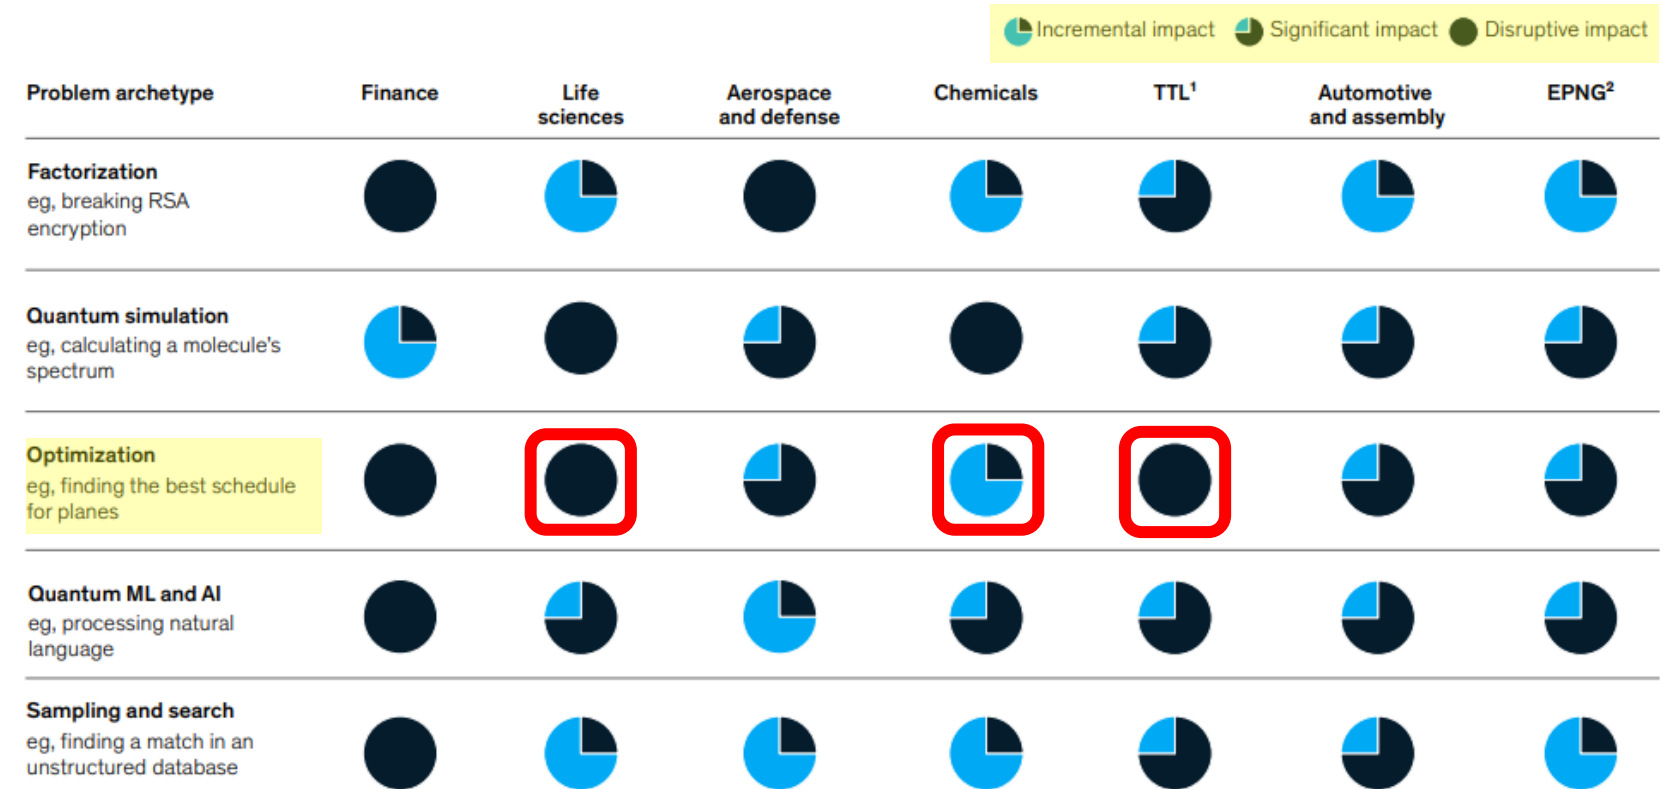 Incremental impact Significant impact Disruptive impact
Problem archetype Finance Life sciences Aerospace and defense Chemicals TTL¹ Automotive and assembly EPNG²
Factorization
eg, breaking RSA
encryption
Quantum simulation
eg, calculating a molecule's
spectrum
Optimization
eg, finding the best schedule
for planes
Quantum ML and AI
eg, processing natural
language
Sampling and search
eg, finding a match in an
unstructured database